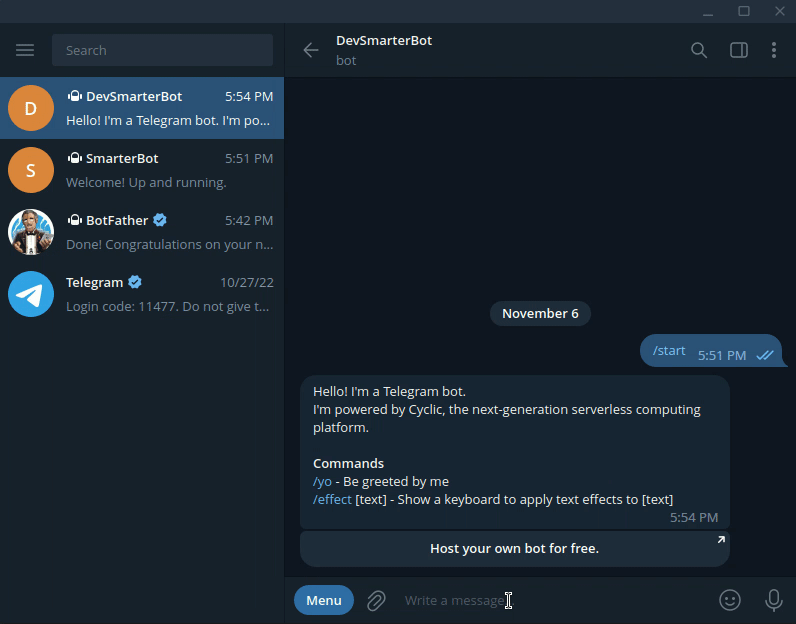 Search
DevSmarterBot
bot
D
DevSmarterBot 5:54 PM
Hello! I'm a Telegram bot. I'm po...
S
SmarterBot 5:51 PM
Welcome! Up and running.
BotFather 5:42 PM
Done! Congratulations on your n...
Telegram 10/27/22
Login code: 11477. Do not give t...
November 6
/start 5:51 PM
Hello! I'm a Telegram bot.
I'm powered by Cyclic, the next-generation serverless computing
platform.
Commands
/yo - Be greeted by me
/effect [text] - Show a keyboard to apply text effects to [text]
5:54 PM
Host your own bot for free.
Menu
Write a message